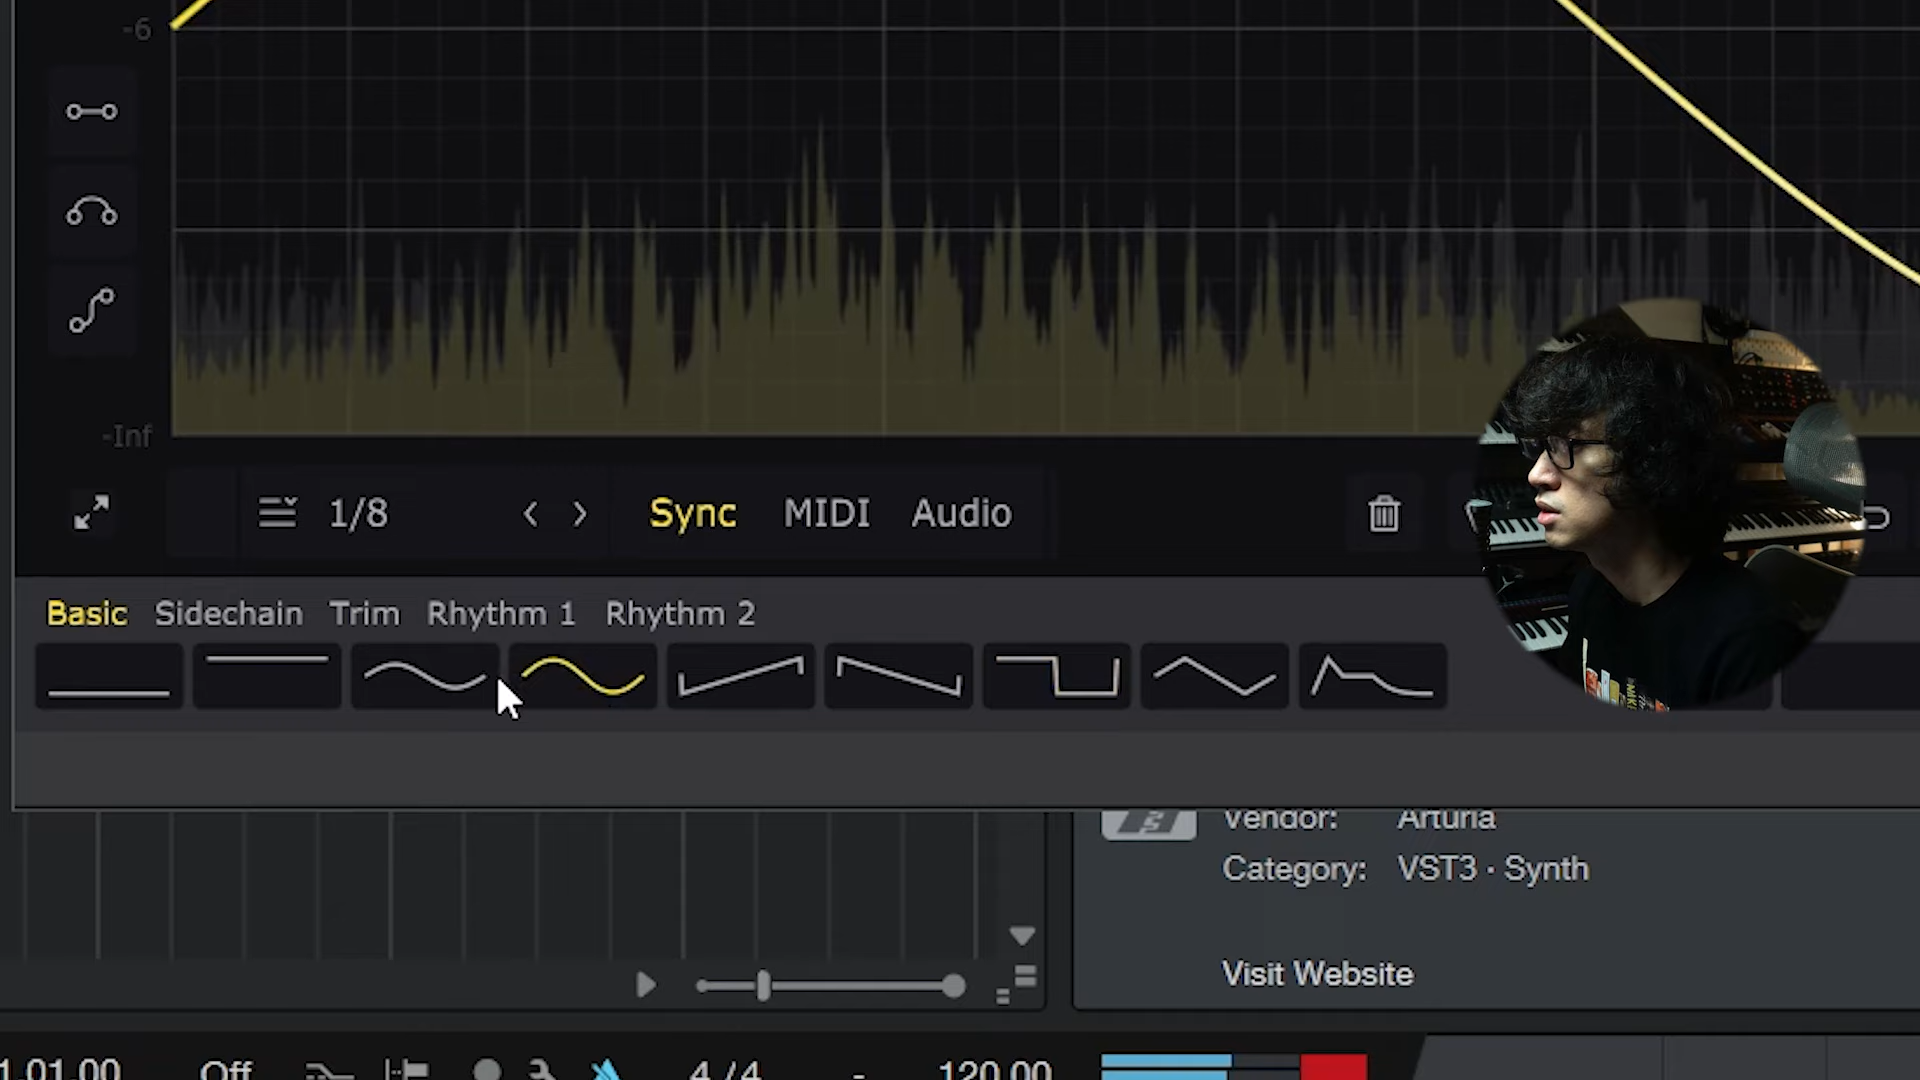 -6
-Inf
1/8
Sync MIDI Audio
Basic Sidechain Trim Rhythm 1 Rhythm 2
Vendor: Arturia
Category: VST3 · Synth
Visit Website
1.01.00 Off 4 / 4 - 120.00